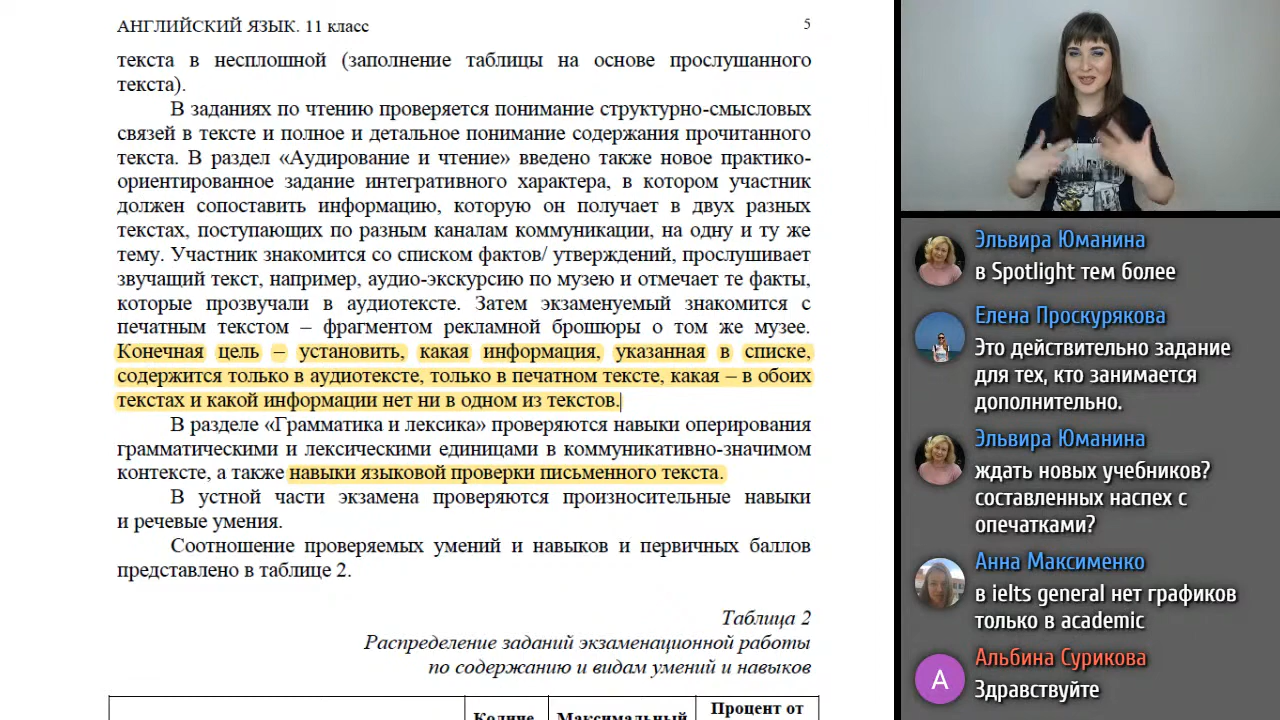 АНГЛИЙСКИЙ ЯЗЫК. 11 класс
5
текста в несплошной (заполнение таблицы на основе прослушанного
текста).
В заданиях по чтению проверяется понимание структурно-смысловых
связей в тексте и полное и детальное понимание содержания прочитанного
текста. В раздел «Аудирование и чтение» введено также новое практико-
ориентированное задание интегративного характера, в котором участник
должен сопоставить информацию, которую он получает в двух разных
текстах, поступающих по разным каналам коммуникации, на одну и ту же
тему. Участник знакомится со списком фактов/ утверждений, прослушивает
звучащий текст, например, аудио-экскурсию по музею и отмечает те факты,
которые прозвучали в аудиотексте. Затем экзаменуемый знакомится с
печатным текстом – фрагментом рекламной брошюры о том же музее.
Конечная цель – установить, какая информация, указанная в списке,
содержится только в аудиотексте, только в печатном тексте, какая – в обоих
текстах и какой информации нет ни в одном из текстов.
В разделе «Грамматика и лексика» проверяются навыки оперирования
грамматическими и лексическими единицами в коммуникативно-значимом
контексте, а также навыки языковой проверки письменного текста.
В устной части экзамена проверяются произносительные навыки
и речевые умения.
Соотношение проверяемых умений и навыков и первичных баллов
представлено в таблице 2.
Таблица 2
Распределение заданий экзаменационной работы
по содержанию и видам умений и навыков
Количе
Максимальный
Процент от
Эльвира Юманина
в Spotlight тем более
Елена Проскурякова
Это действительно задание
для тех, кто занимается
дополнительно.
Эльвира Юманина
ждать новых учебников?
составленных наспех с
опечатками?
Анна Максименко
в ielts general нет графиков
только в academic
А
Альбина Сурикова
Здравствуйте